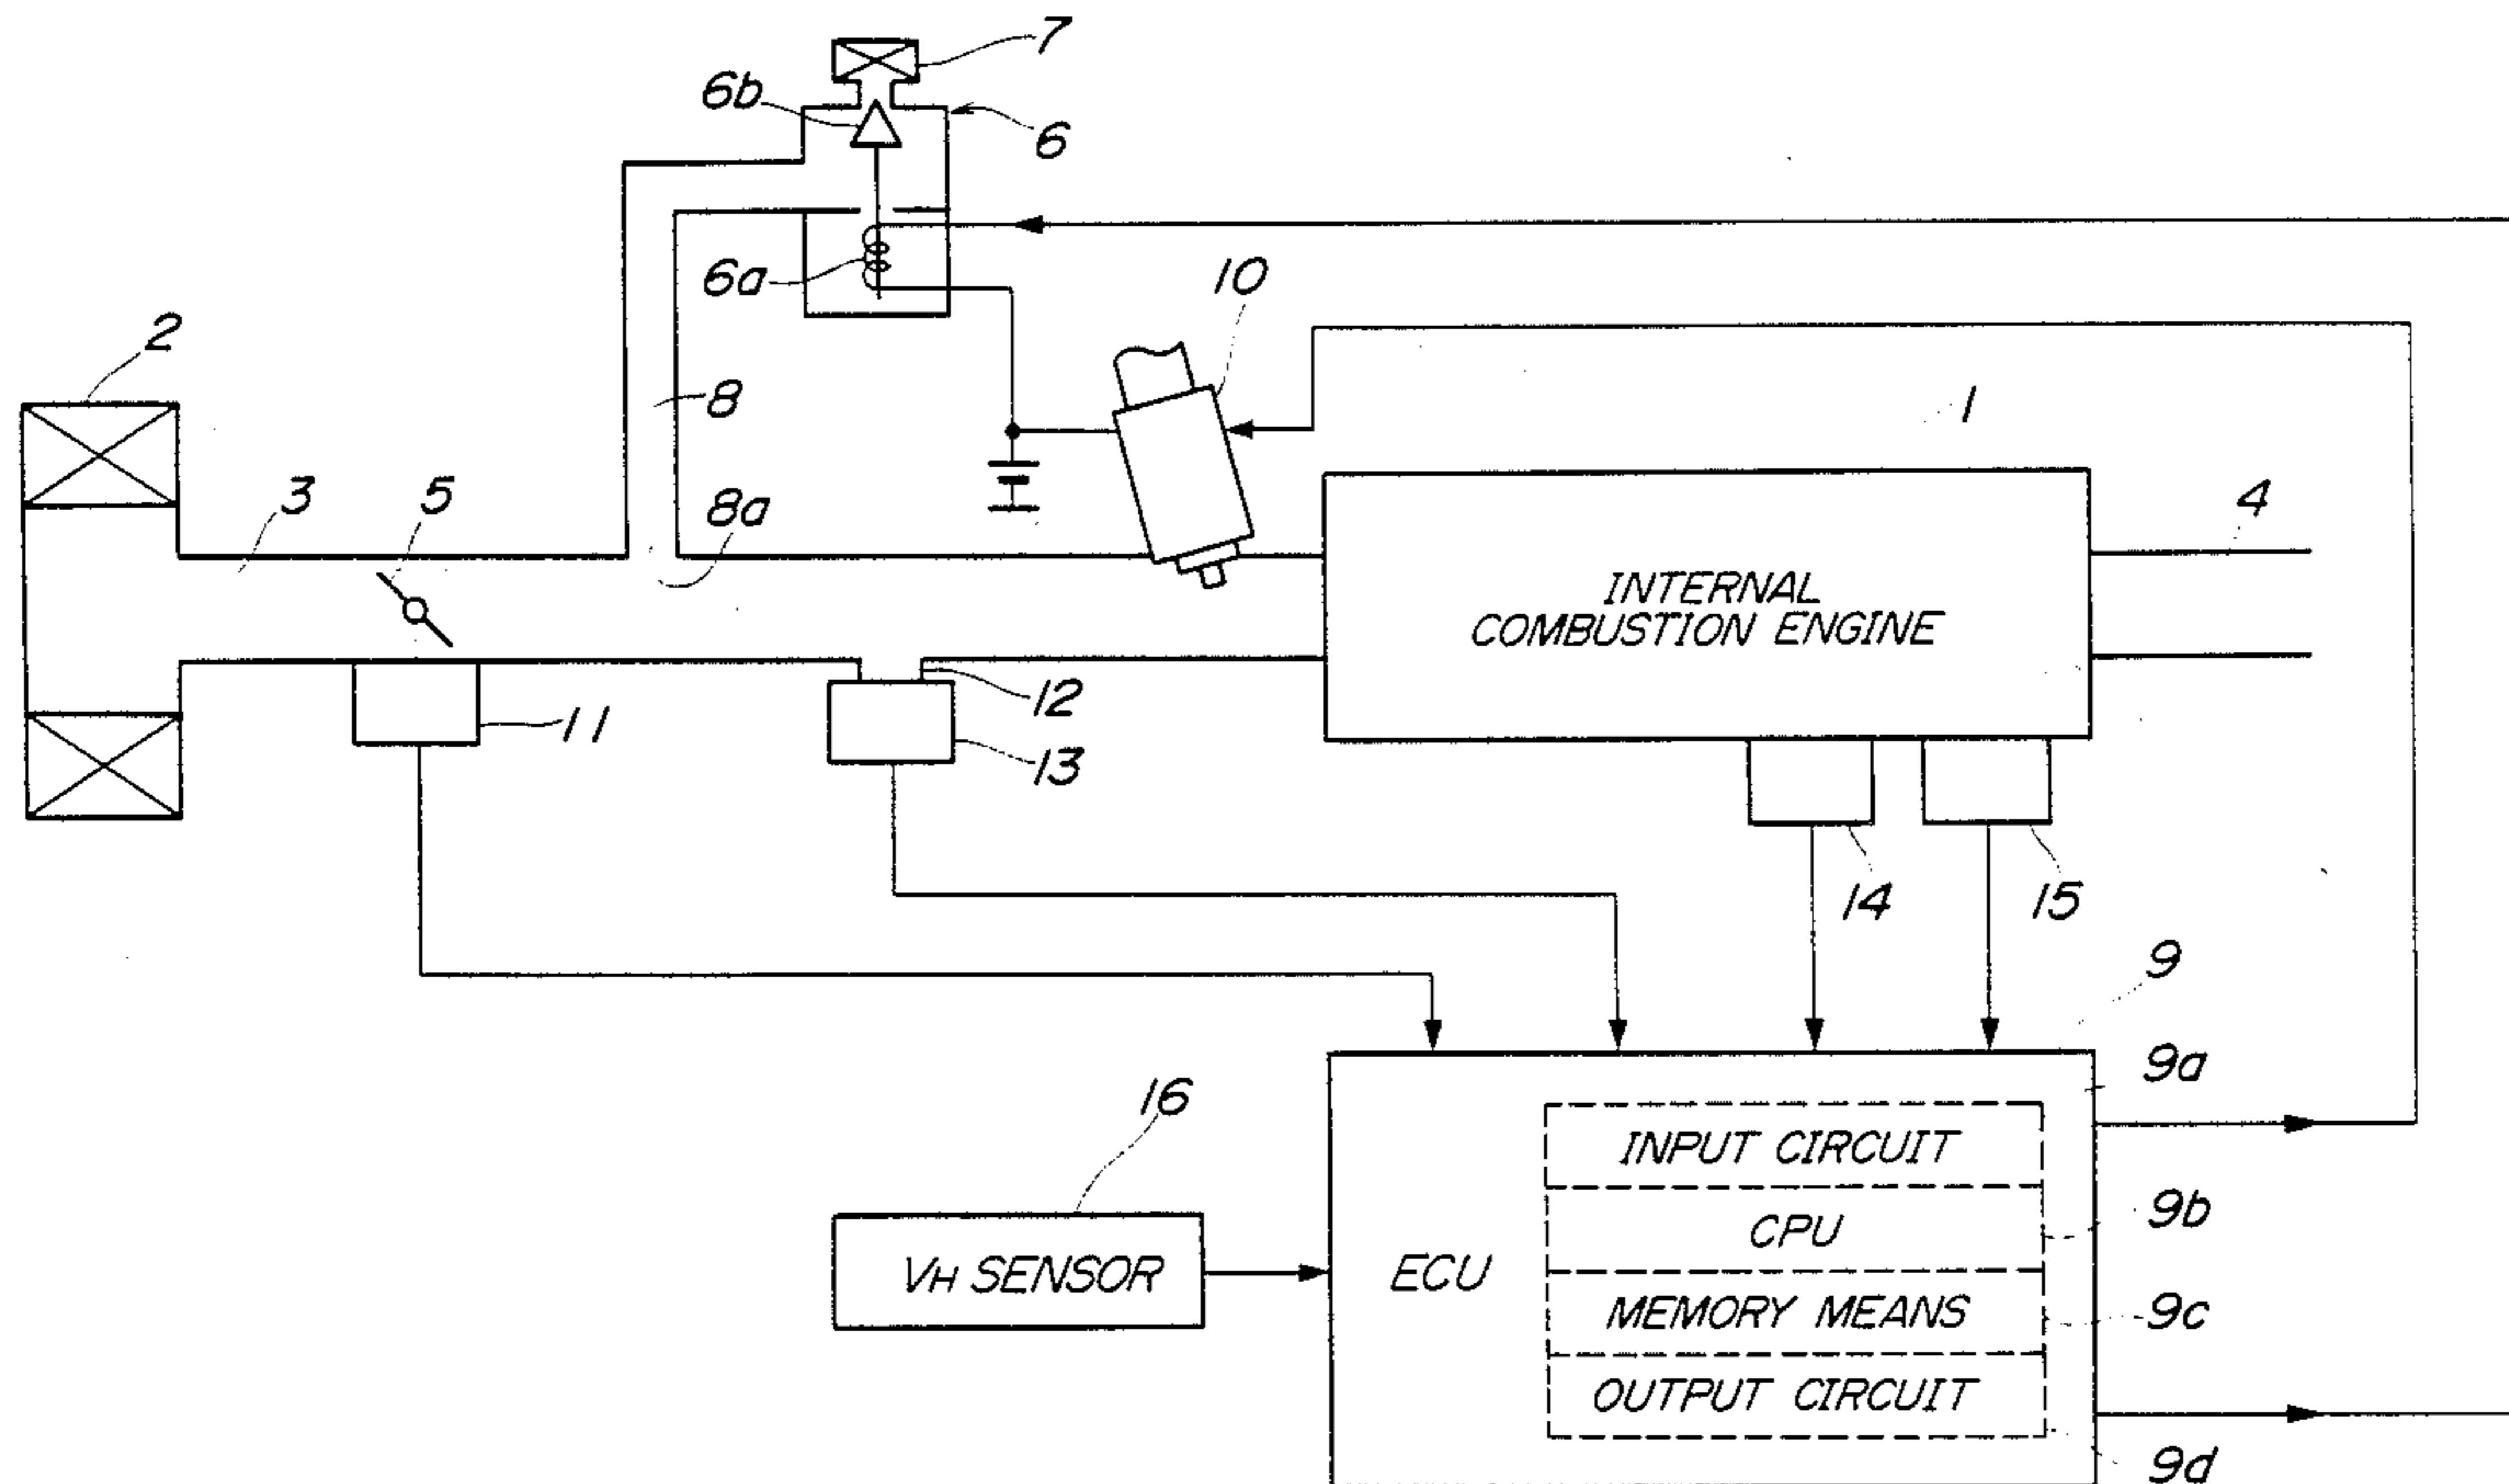 7
6b
6
6a
10
2
8
1
3
5
8a
4
INTERNAL
COMBUSTION ENGINE
12
11
13
14
15
9
9a
16
INPUT CIRCUIT
9b
CPU
VH SENSOR
ECU
MEMORY MEANS
9c
OUTPUT CIRCUIT
9d